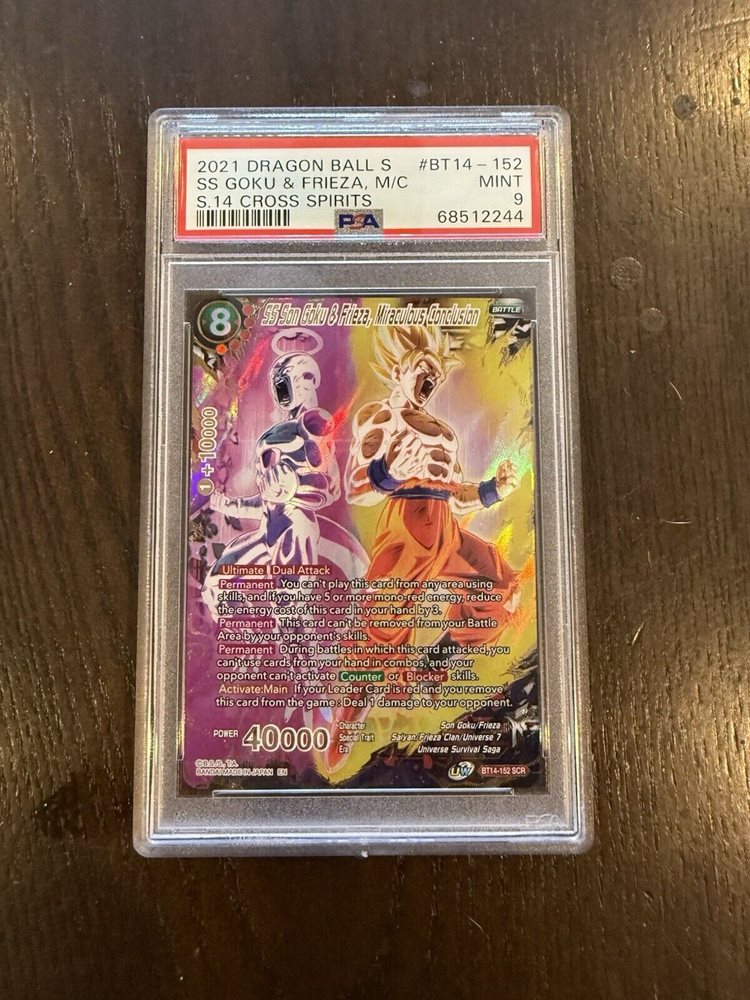 2021 DRAGON BALL S #BT14-152
SS GOKU & FRIEZA, M/C MINT
S.14 CROSS SPIRITS 9
PSA 68512244
8
SS Son Goku & Frieza, Miraculous Conclusion
BATTLE
1 +10000
Ultimate Dual Attack
Permanent You can't play this card from any area using
skills, and if you have 5 or more mono-red energy, reduce
the energy cost of this card in your hand by 3.
Permanent This card can't be removed from your Battle
Area by your opponent's skills.
Permanent During battles in which this card attacked, you
can't use cards from your hand in combos, and your
opponent can't activate Counter or Blocker skills.
Activate:Main If your Leader Card is red and you remove
this card from the game : Deal 1 damage to your opponent.
POWER 40000
Character Son Goku/Frieza
Special Trait Saiyan/Frieza Clan/Universe 7
Era Universe Survival Saga
©B.S./S., T.A.
BANDAI MADE IN JAPAN EN
UW
BT14-152 SCR
PSA